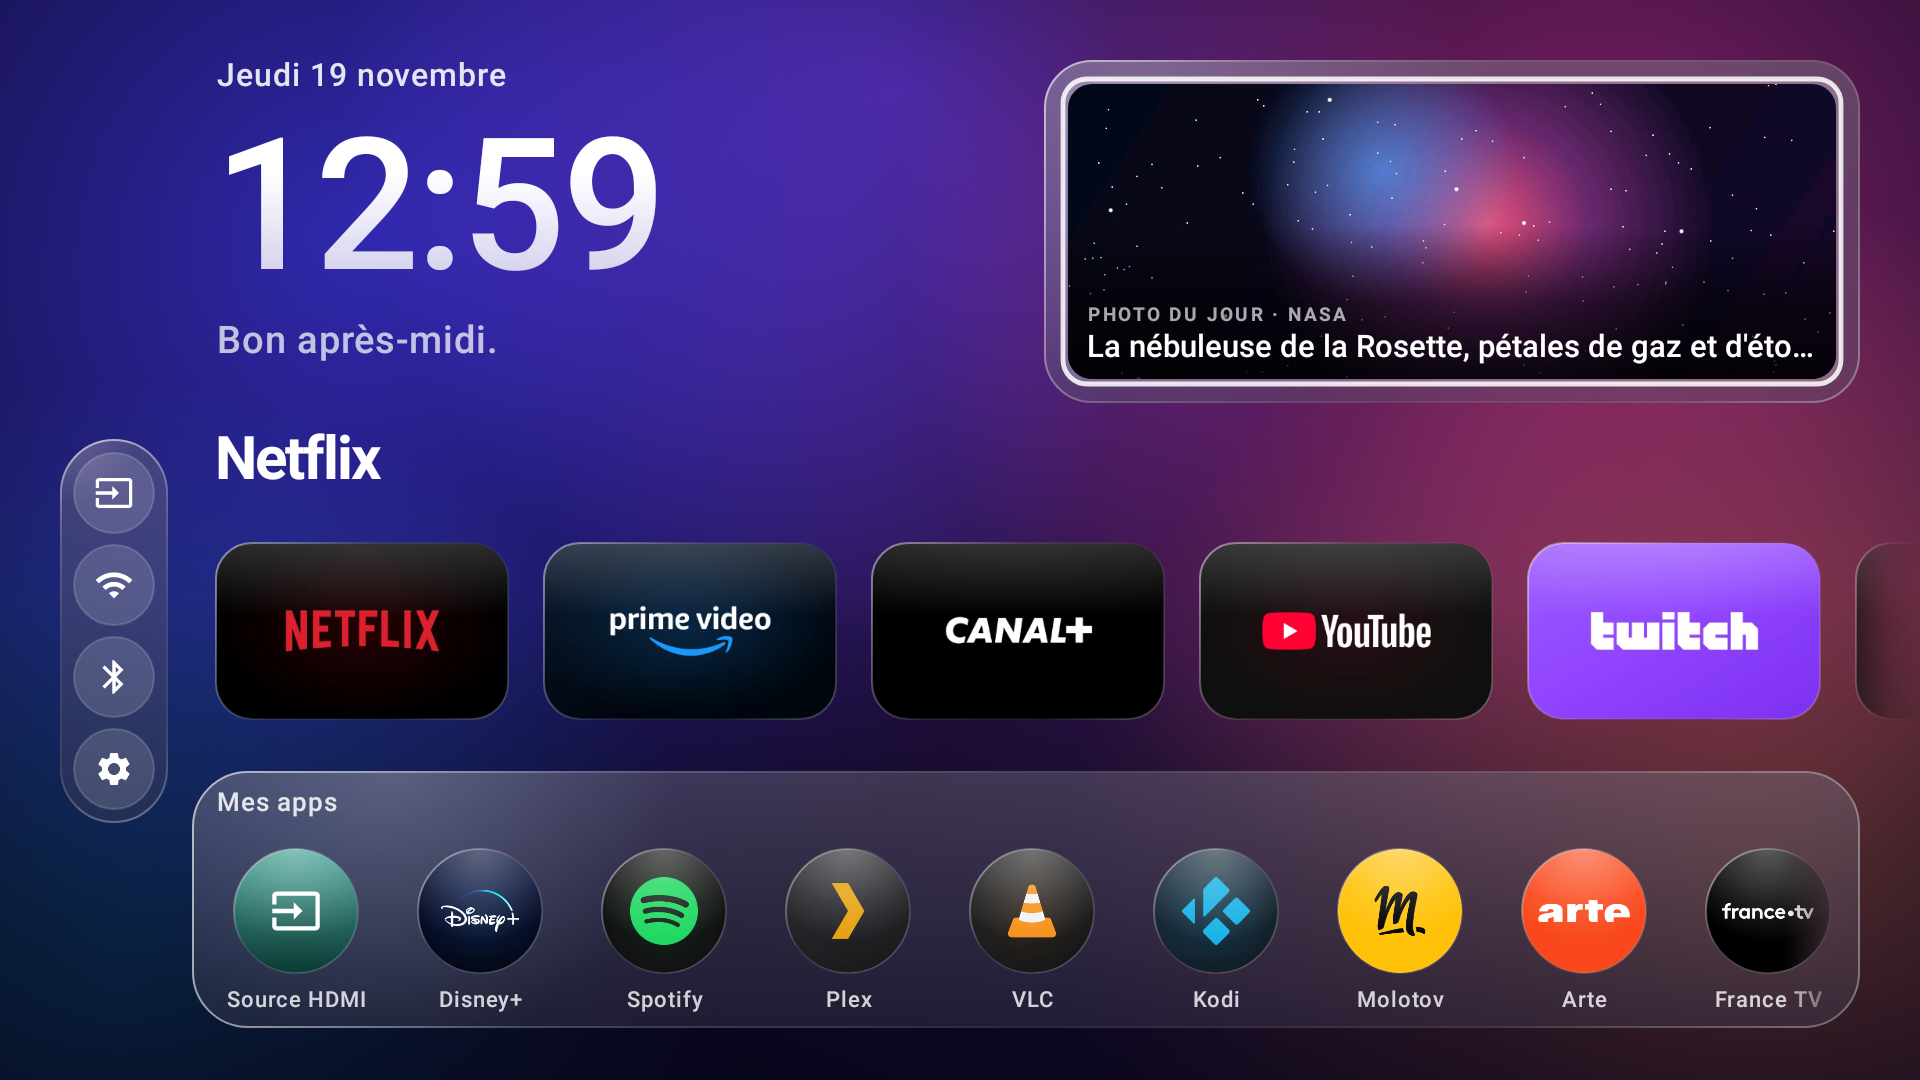 Jeudi 19 novembre
12:59
Bon après-midi.
PHOTO DU JOUR · NASA
La nébuleuse de la Rosette, pétales de gaz et d'éto...
Netflix
NETFLIX
prime video
CANAL+
YouTube
twitch
Mes apps
Disney+
M.
arte
france•tv
Source HDMI
Disney+
Spotify
Plex
VLC
Kodi
Molotov
Arte
France TV